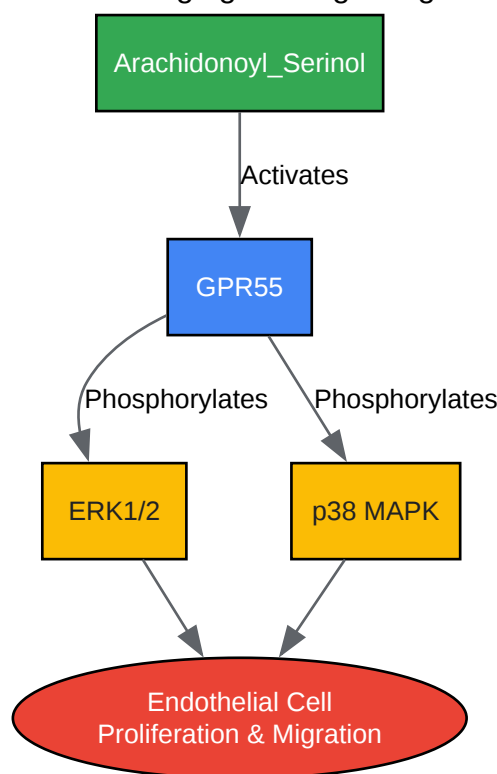 Arachidonoyl_Serinol
Activates
GPR55
Phosphorylates Phosphorylates
ERK1/2 p38 MAPK
Endothelial Cell
Proliferation & Migration